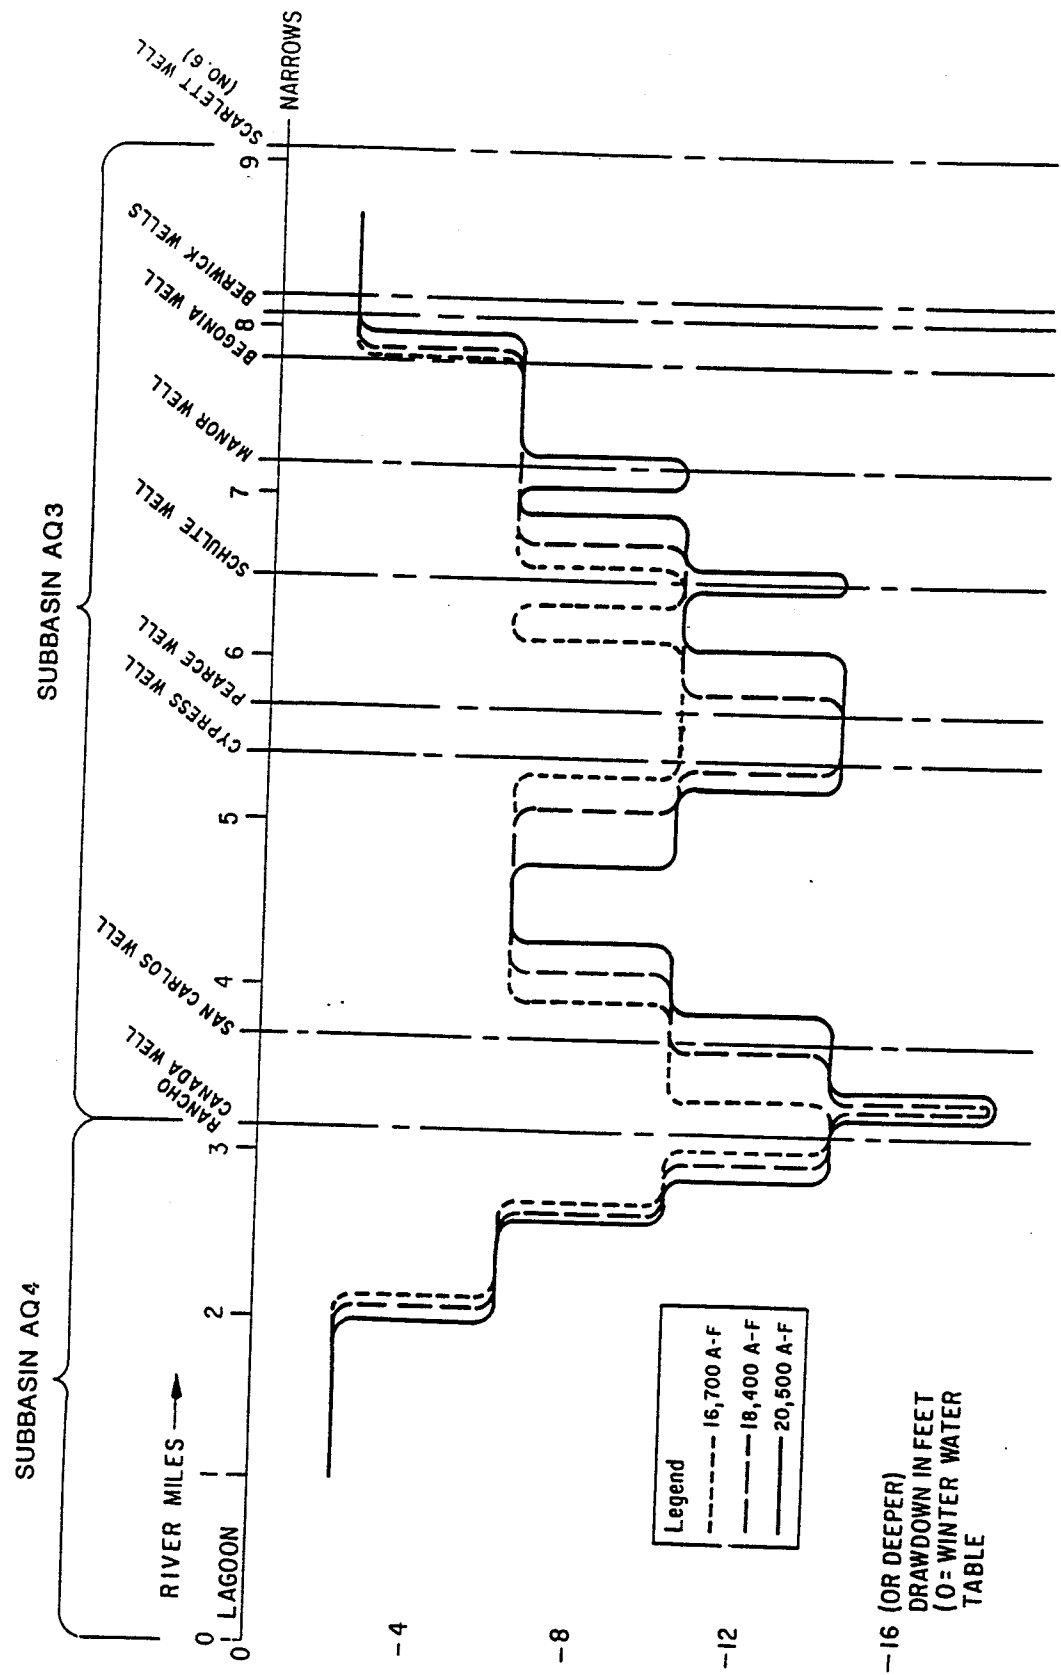 SUBBASIN AQ4
SUBBASIN AQ3
RIVER MILES
RANCHO
CANADA WELL
SAN CARLOS WELL
CYPRESS WELL
PEARCE WELL
SCHULTE WELL
MANOR WELL
BEGONIA WELL
BERWICK WELLS
SCARLETT WELL
(NO. 6)
0 1 2 3 4 5 6 7 8 9
LAGOON
NARROWS
0
-4
-8
-12
-16 (OR DEEPER)
DRAWDOWN IN FEET
(0=WINTER WATER
TABLE
Legend
16,700 A-F
18,400 A-F
20,500 A-F